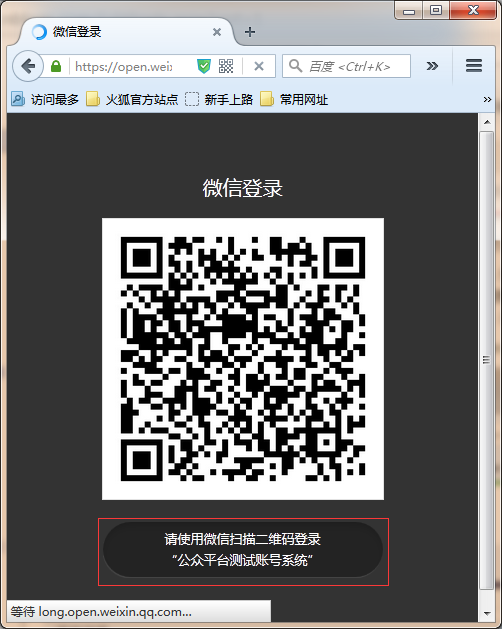 微信登录
https://open.wei
百度 <Ctrl+K>
访问最多 火狐官方站点 新手上路 常用网址
微信登录
请使用微信扫描二维码登录
“公众平台测试账号系统”
等待 long.open.weixin.qq.com...